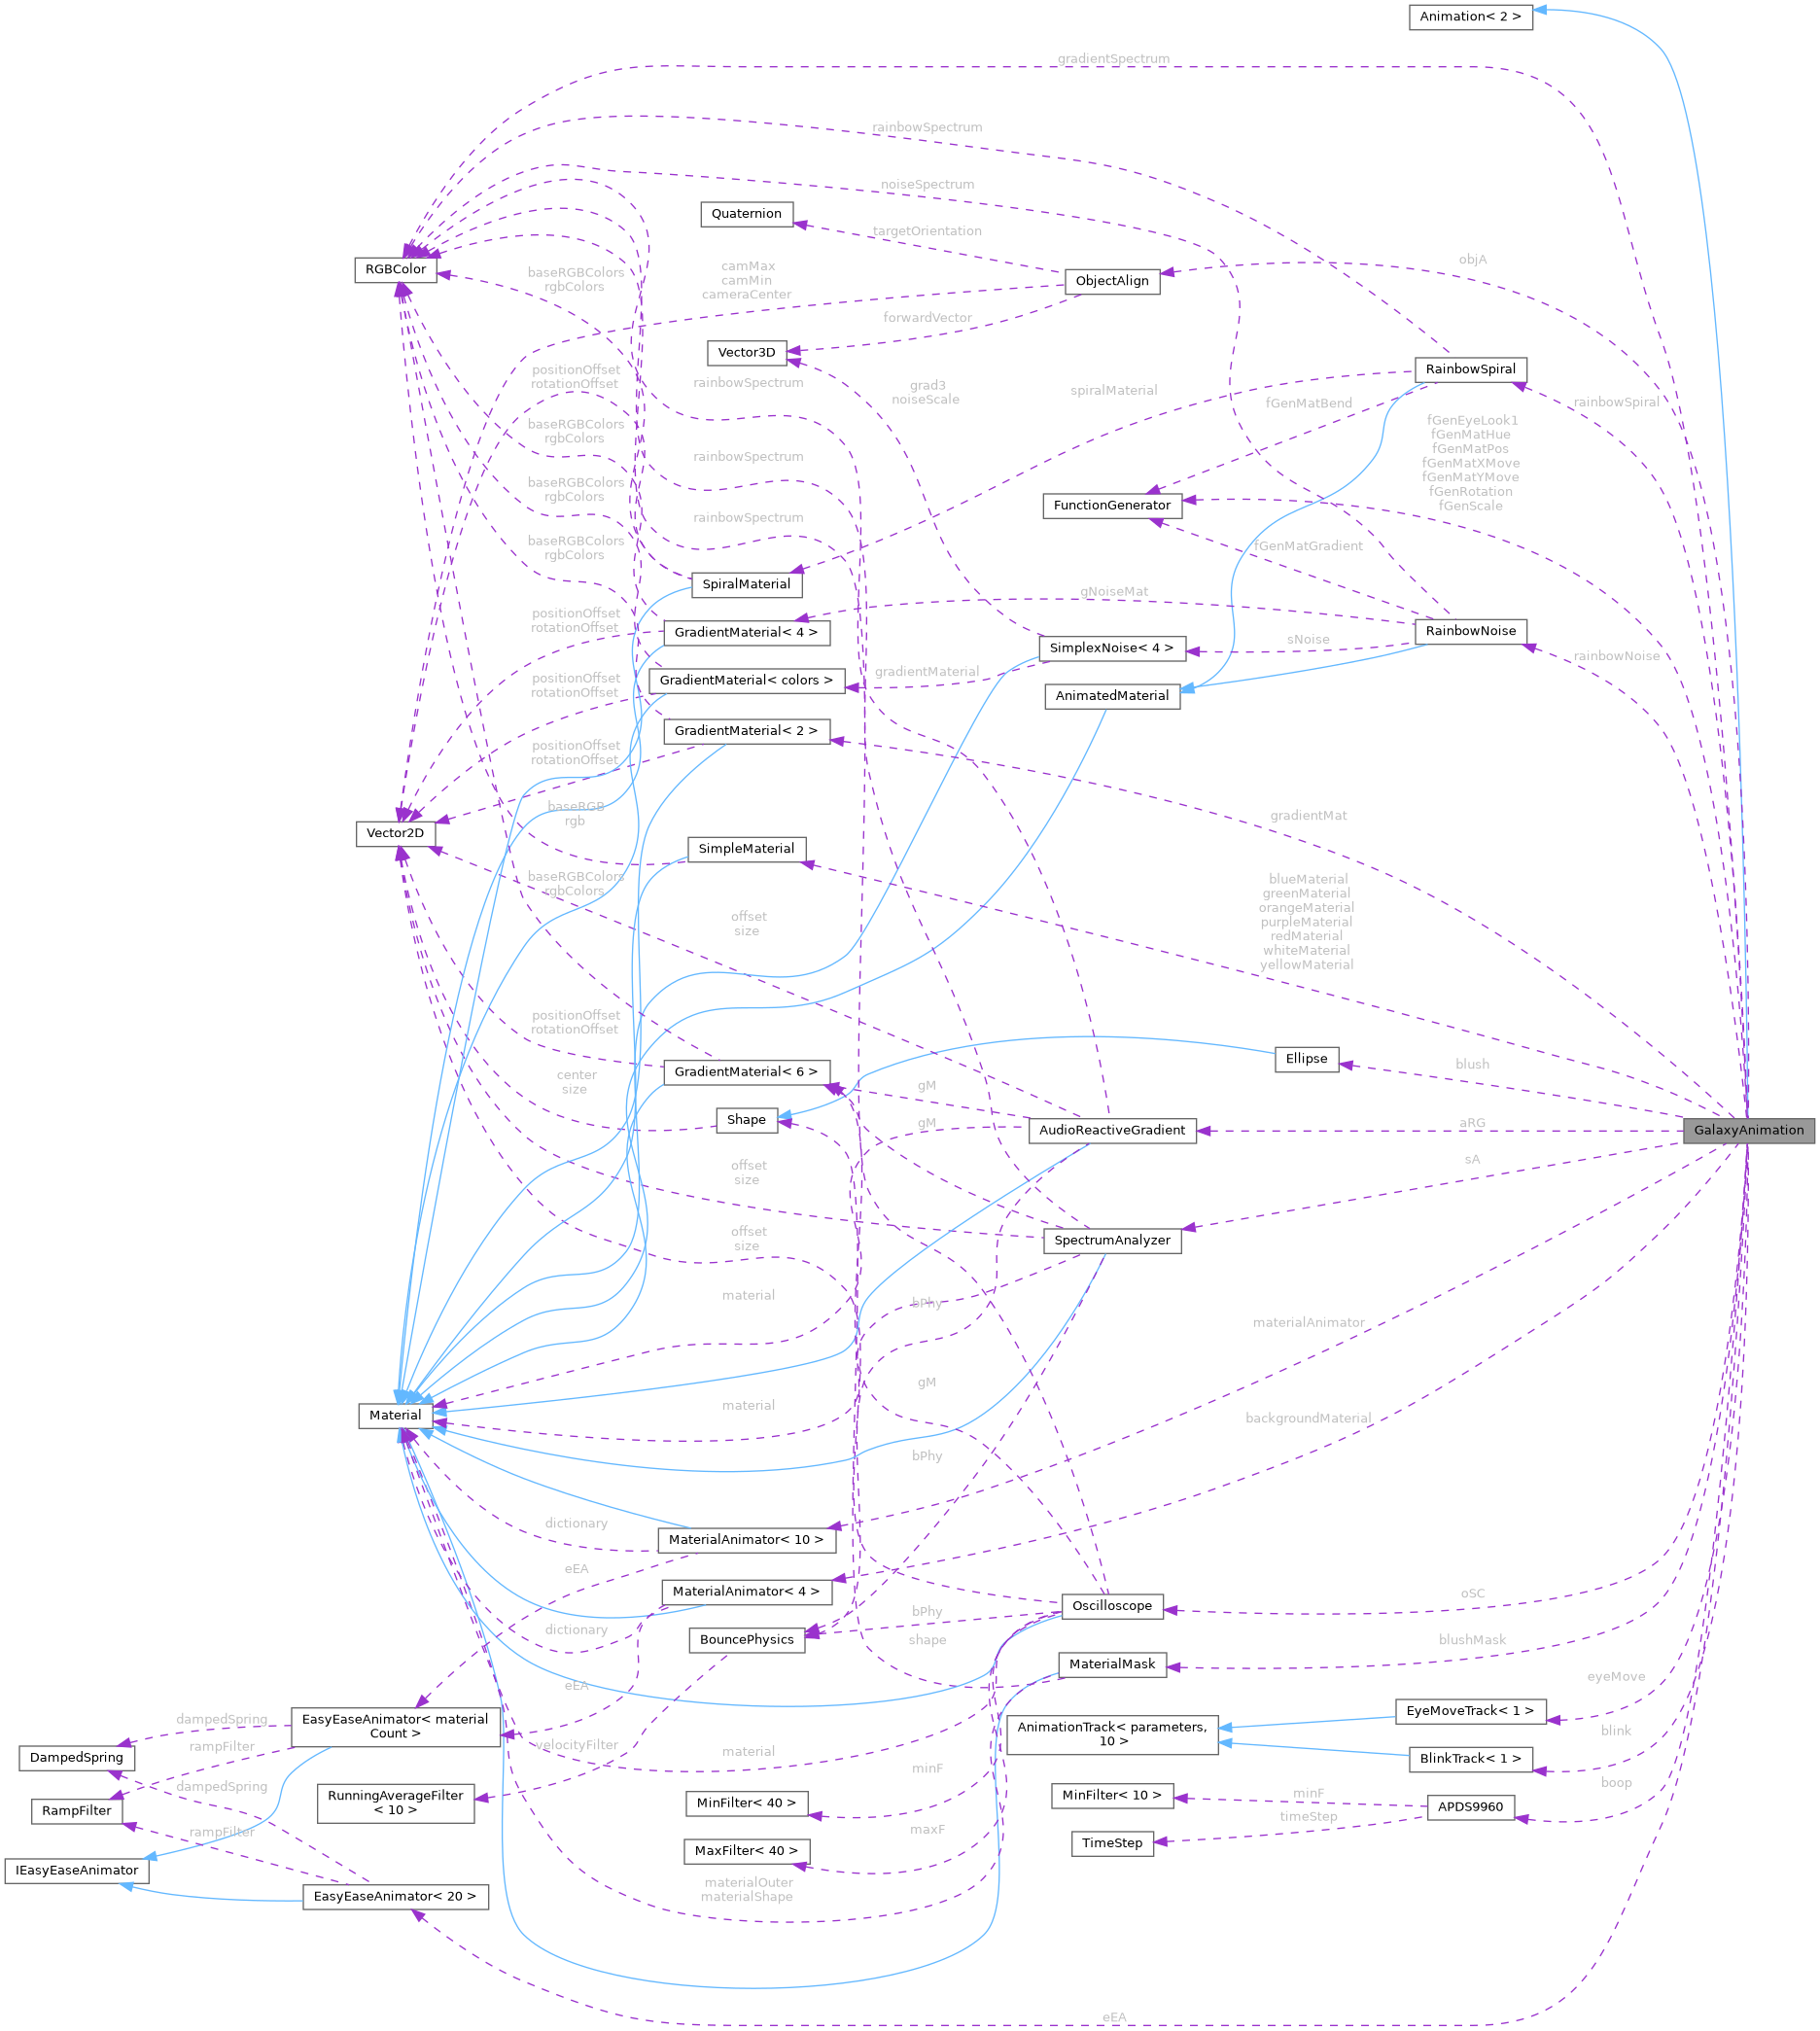 Animation< 2 >
gradientSpectrum
rainbowSpectrum
noiseSpectrum
Quaternion
targetOrientation
objA
RGBColor
baseRGBColors
rgbColors
camMax
camMin
cameraCenter
ObjectAlign
forwardVector
Vector3D
positionOffset
rotationOffset
rainbowSpectrum
grad3
noiseScale
spiralMaterial
RainbowSpiral
fGenMatBend
rainbowSpiral
baseRGBColors
rgbColors
fGenEyeLook1
fGenMatHue
fGenMatPos
fGenMatXMove
fGenMatYMove
fGenRotation
fGenScale
rainbowSpectrum
baseRGBColors
rgbColors
FunctionGenerator
rainbowSpectrum
baseRGBColors
rgbColors
fGenMatGradient
SpiralMaterial
gNoiseMat
positionOffset
rotationOffset
GradientMaterial< 4 >
SimplexNoise< 4 >
sNoise
RainbowNoise
rainbowNoise
positionOffset
rotationOffset
GradientMaterial< colors >
gradientMaterial
AnimatedMaterial
GradientMaterial< 2 >
positionOffset
rotationOffset
baseRGB
rgb
gradientMat
Vector2D
SimpleMaterial
baseRGBColors
rgbColors
offset
size
blueMaterial
greenMaterial
orangeMaterial
purpleMaterial
redMaterial
whiteMaterial
yellowMaterial
positionOffset
rotationOffset
GradientMaterial< 6 >
Ellipse
blush
center
size
gM
Shape
gM
AudioReactiveGradient
aRG
GalaxyAnimation
offset
size
sA
offset
size
SpectrumAnalyzer
material
bPhy
materialAnimator
gM
material
Material
backgroundMaterial
bPhy
dictionary
MaterialAnimator< 10 >
eEA
MaterialAnimator< 4 >
dictionary
BouncePhysics
bPhy
shape
Oscilloscope
oSC
blushMask
MaterialMask
eEA
eyeMove
EasyEaseAnimator< material
Count >
dampedSpring
rampFilter
EyeMoveTrack< 1 >
AnimationTrack< parameters,
10 >
blink
DampedSpring
velocityFilter
material
BlinkTrack< 1 >
dampedSpring
RunningAverageFilter
< 10 >
minF
MinFilter< 40 >
MinFilter< 10 >
minF
boop
APDS9960
RampFilter
rampFilter
maxF
MaxFilter< 40 >
TimeStep
timeStep
IEasyEaseAnimator
EasyEaseAnimator< 20 >
materialOuter
materialShape
eEA